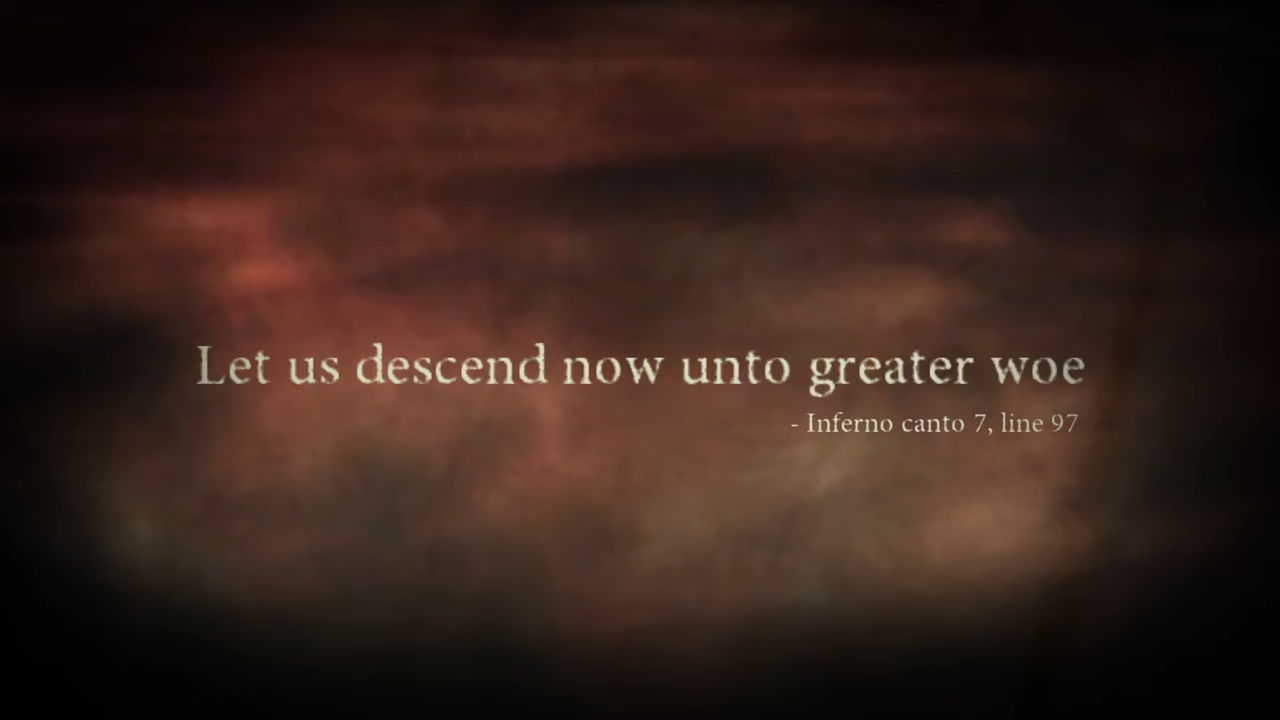 Let us descend now unto greater woe
- Inferno canto 7, line 97